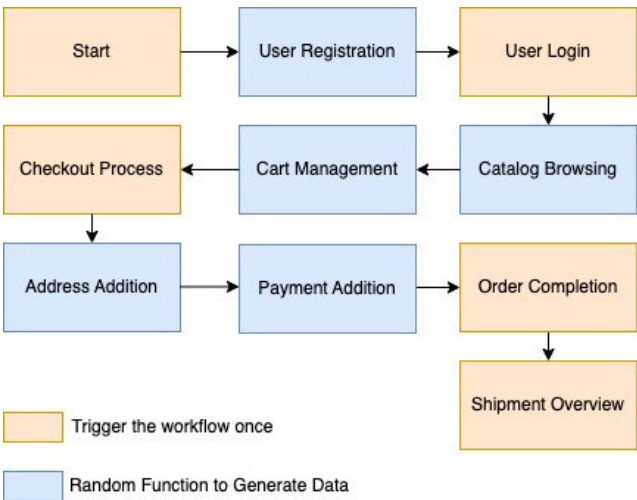 Start
User Registration
User Login
Checkout Process
Cart Management
Catalog Browsing
Address Addition
Payment Addition
Order Completion
Shipment Overview
Trigger the workflow once
Random Function to Generate Data